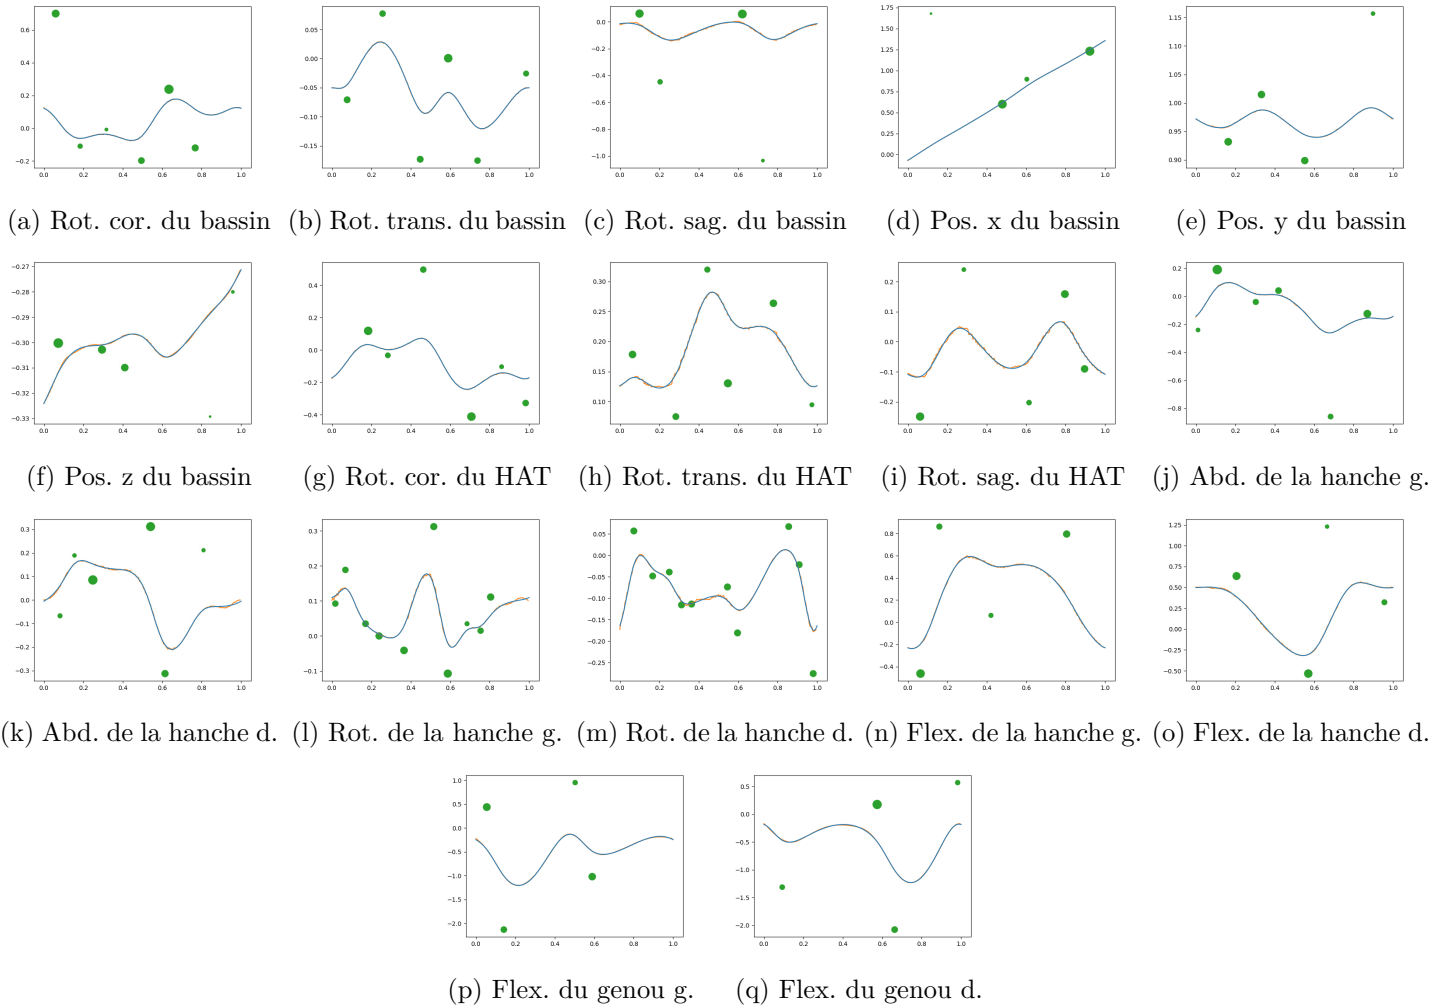 (a) Rot. cor. du bassin (b) Rot. trans. du bassin (c) Rot. sag. du bassin (d) Pos. x du bassin (e) Pos. y du bassin
(f) Pos. z du bassin (g) Rot. cor. du HAT (h) Rot. trans. du HAT (i) Rot. sag. du HAT (j) Abd. de la hanche g.
(k) Abd. de la hanche d. (l) Rot. de la hanche g. (m) Rot. de la hanche d. (n) Flex. de la hanche g. (o) Flex. de la hanche d.
(p) Flex. du genou g. (q) Flex. du genou d.